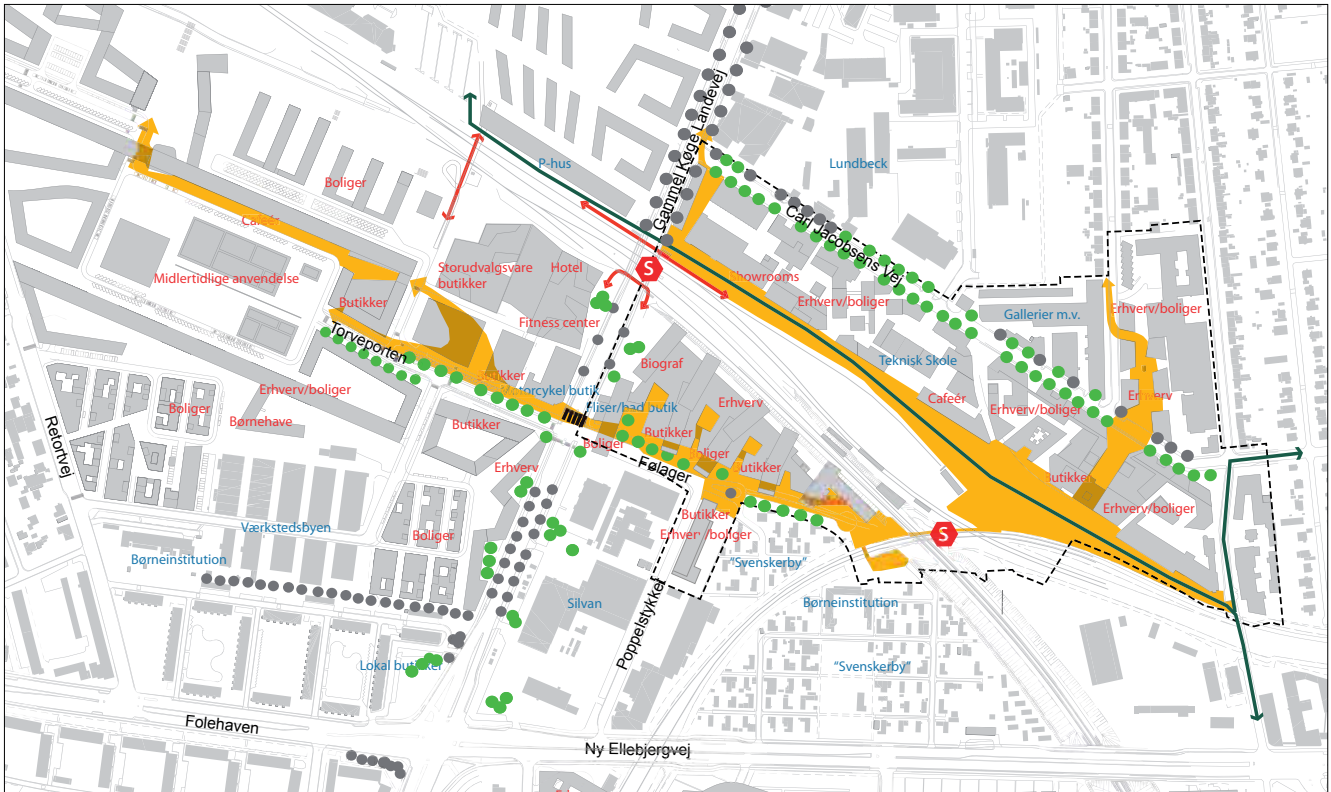 Gammel Køge Landevej
P-hus
Lundbeck
Boliger
Carl Jacobsens Vej
Caféer
Storudvalgsvare
butikker
Hotel
S
Showrooms
Midlertidlige anvendelse
Erhverv/boliger
Butikker
Gallerier m.v.
Erhverv/boliger
Fitness center
Torveporten
Biograf
Teknisk Skole
Butikker
Motorcykel butik
Erhverv/boliger
Fliser/bad butik
Erhverv
Caféer
Erhverv
Boliger
Børnehave
Butikker
Erhverv/boliger
Butikker
Boliger
Boliger
Retortvej
Erhverv
Følager
Butikker
Butikker
Butikker
Erhverv/boliger
Værkstedsbyen
Boliger
Erhverv/boliger
S
Børneinstitution
"Svenskerby"
Silvan
Børneinstitution
Poppelstykket
Lokal butikker
"Svenskerby"
Folehaven
Ny Ellebjergvej